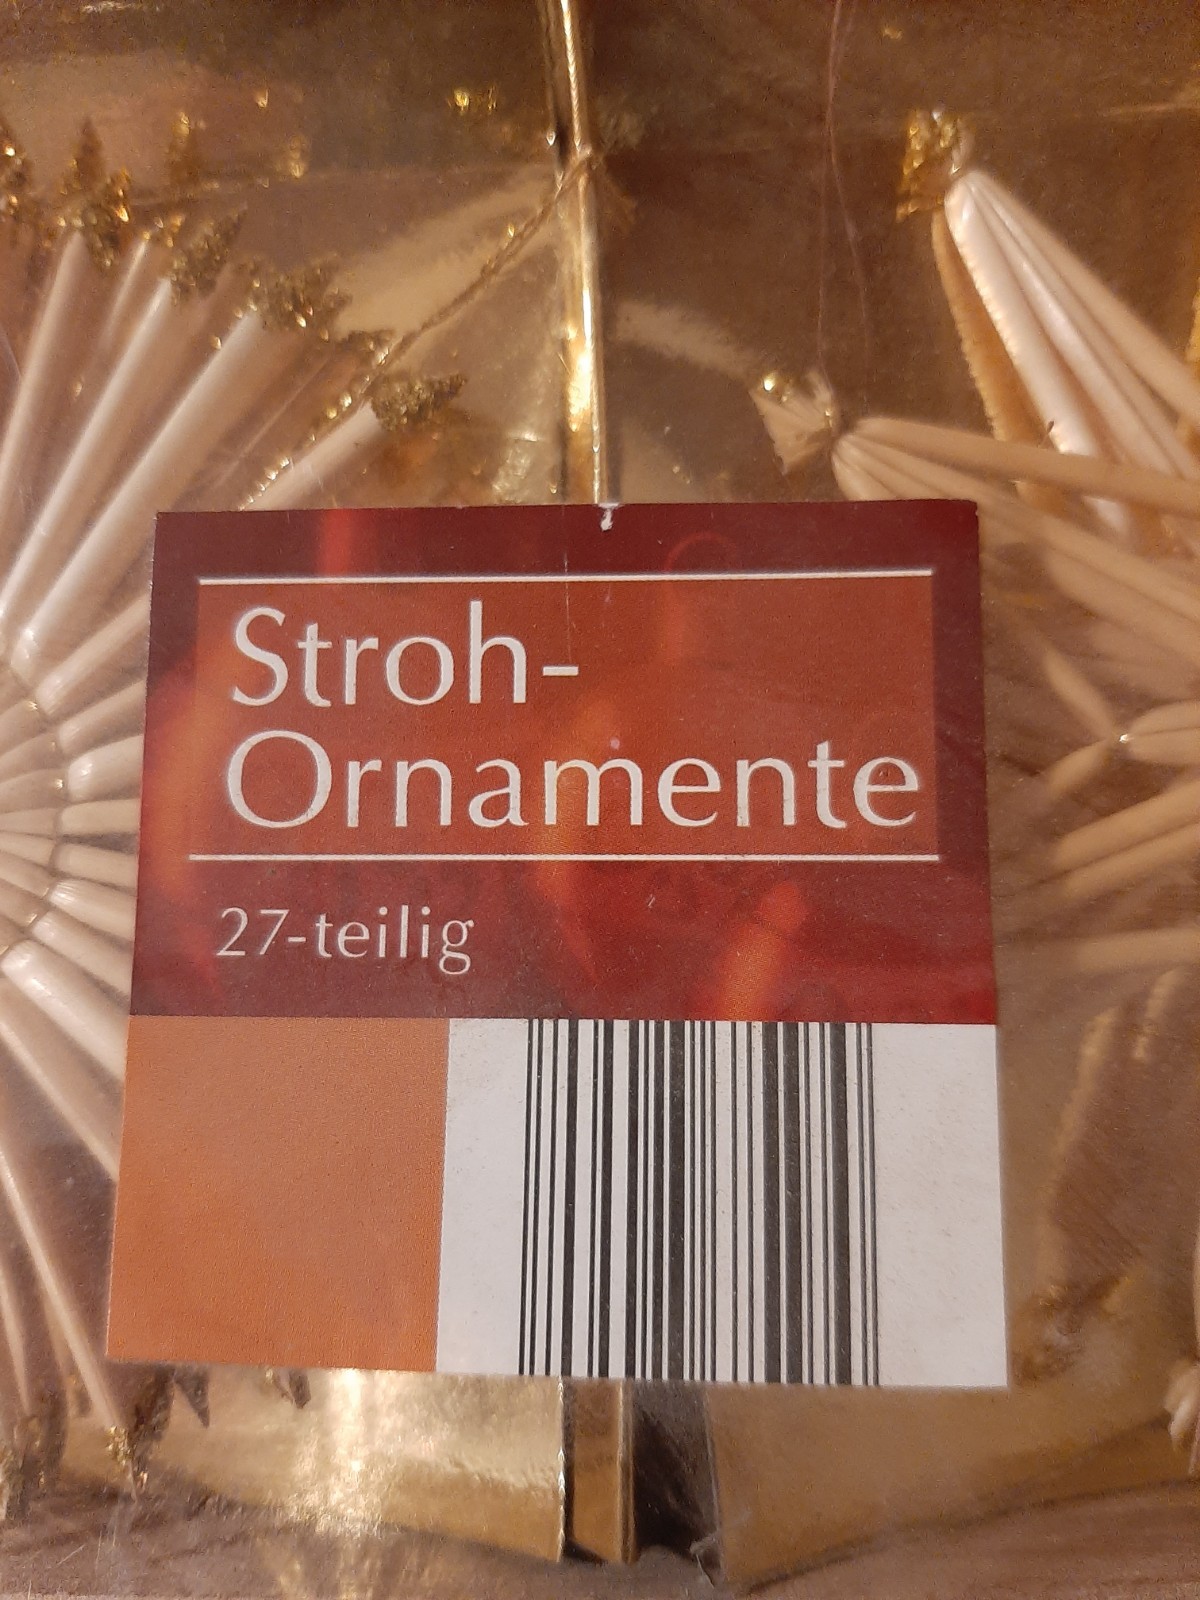 Stroh-
Ornamente
27-teilig